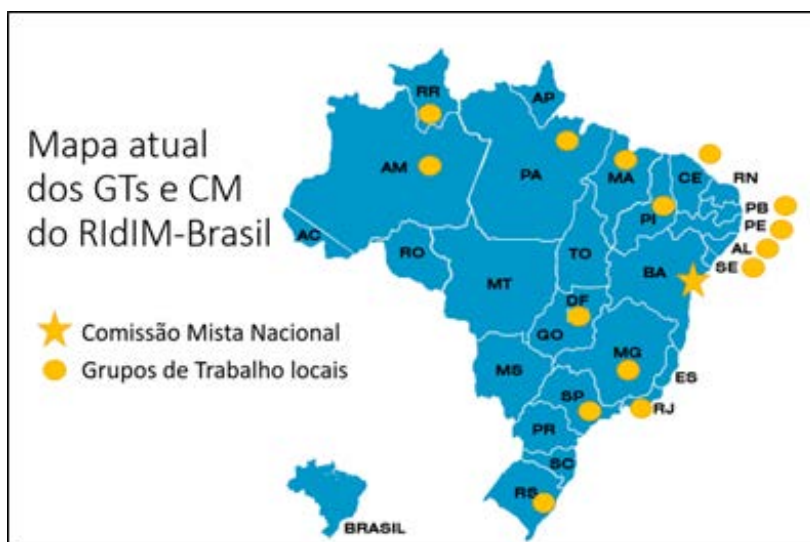 Mapa atual
dos GTs e CM
do RIdIM-Brasil
Comissão Mista Nacional
Grupos de Trabalho locais
RR
AP
AM
PA
MA
CE
RN
PI
PB
PE
AL
SE
AC
RO
TO
BA
MT
DF
GO
MG
ES
MS
SP
RJ
PR
SC
RS
BRASIL